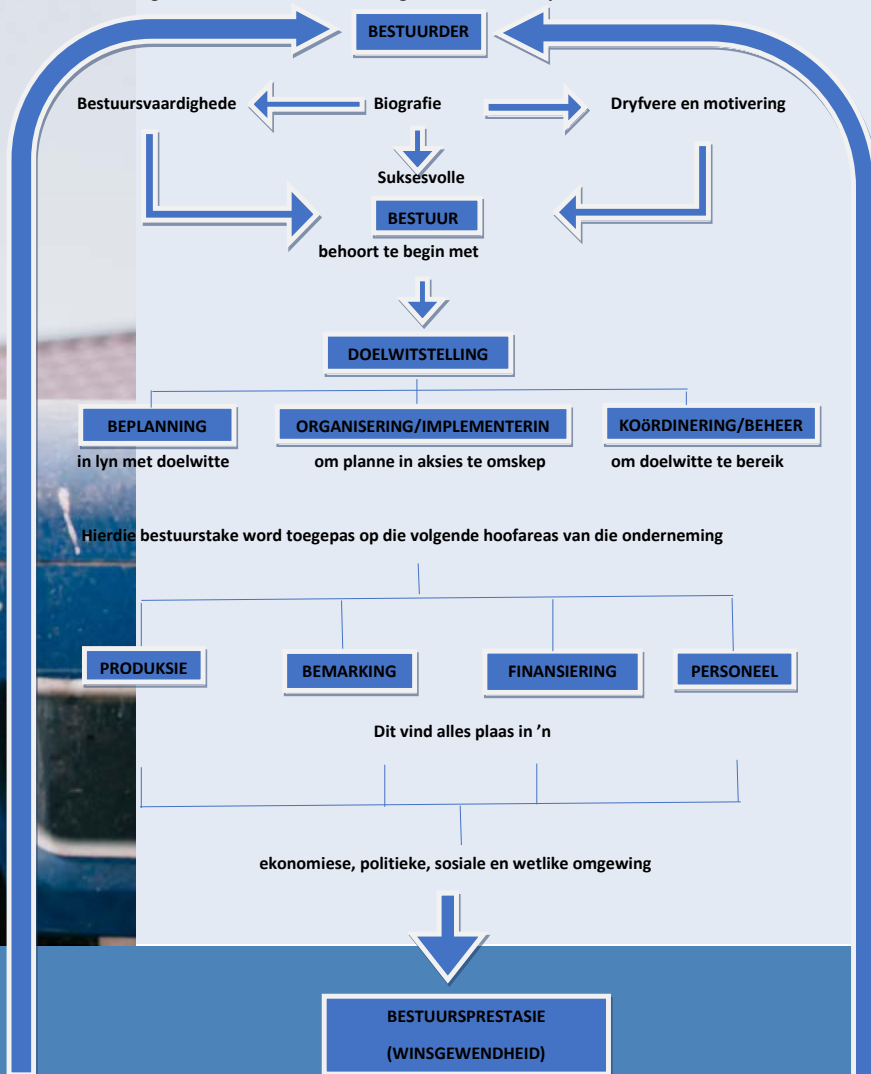 BESTUURDER
Bestuursvaardighede Biografie Dryfvere en motivering
Suksesvolle
BESTUUR
behoort te begin met
DOELWITSTELLING
BEPLANNING ORGANISERING/IMPLEMENTERIN KOöRDINERING/BEHEER
in lyn met doelwitte om planne in aksies te omskep om doelwitte te bereik
Hierdie bestuurstake word toegepas op die volgende hoofareas van die onderneming
PRODUKSIE BEMARKING FINANSIERING PERSONEEL
Dit vind alles plaas in ’n
ekonomiese, politieke, sosiale en wetlike omgewing
BESTUURSPRESTASIE
(WINSGEWENDHEID)